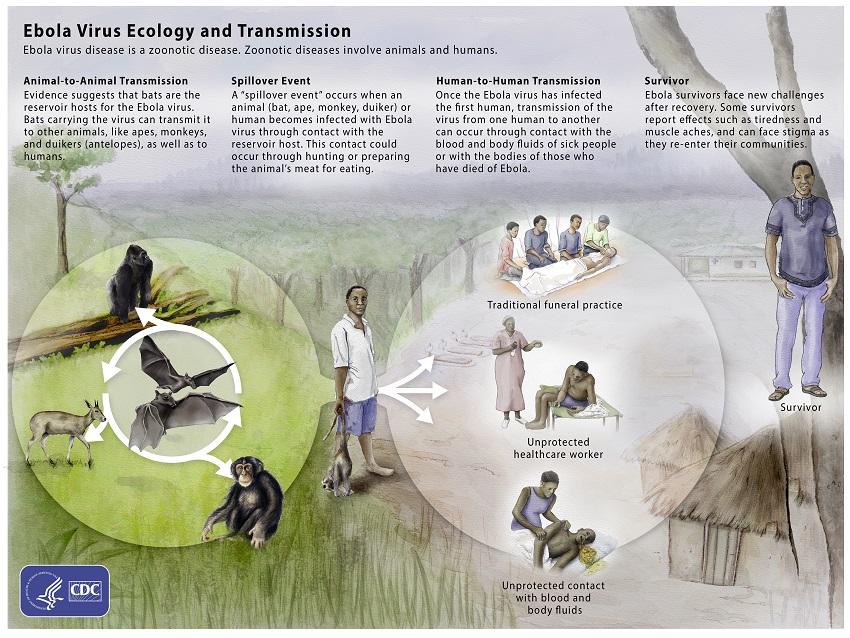 Ebola Virus Ecology and Transmission
Ebola virus disease is a zoonotic disease. Zoonotic diseases involve animals and humans.
Animal-to-Animal Transmission
Evidence suggests that bats are the
reservoir hosts for the Ebola virus.
Bats carrying the virus can transmit it
to other animals, like apes, monkeys,
and duikers (antelopes), as well as to
humans.
Spillover Event
A “spillover event” occurs when an
animal (bat, ape, monkey, duiker) or
human becomes infected with Ebola
virus through contact with the
reservoir host. This contact could
occur through hunting or preparing
the animal’s meat for eating.
Human-to-Human Transmission
Once the Ebola virus has infected
the first human, transmission of the
virus from one human to another
can occur through contact with the
blood and body fluids of sick people
or with the bodies of those who
have died of Ebola.
Survivor
Ebola survivors face new challenges
after recovery. Some survivors
report effects such as tiredness and
muscle aches, and can face stigma as
they re-enter their communities.
Traditional funeral practice
Unprotected
healthcare worker
Unprotected contact
with blood and
body fluids
Survivor
CDC